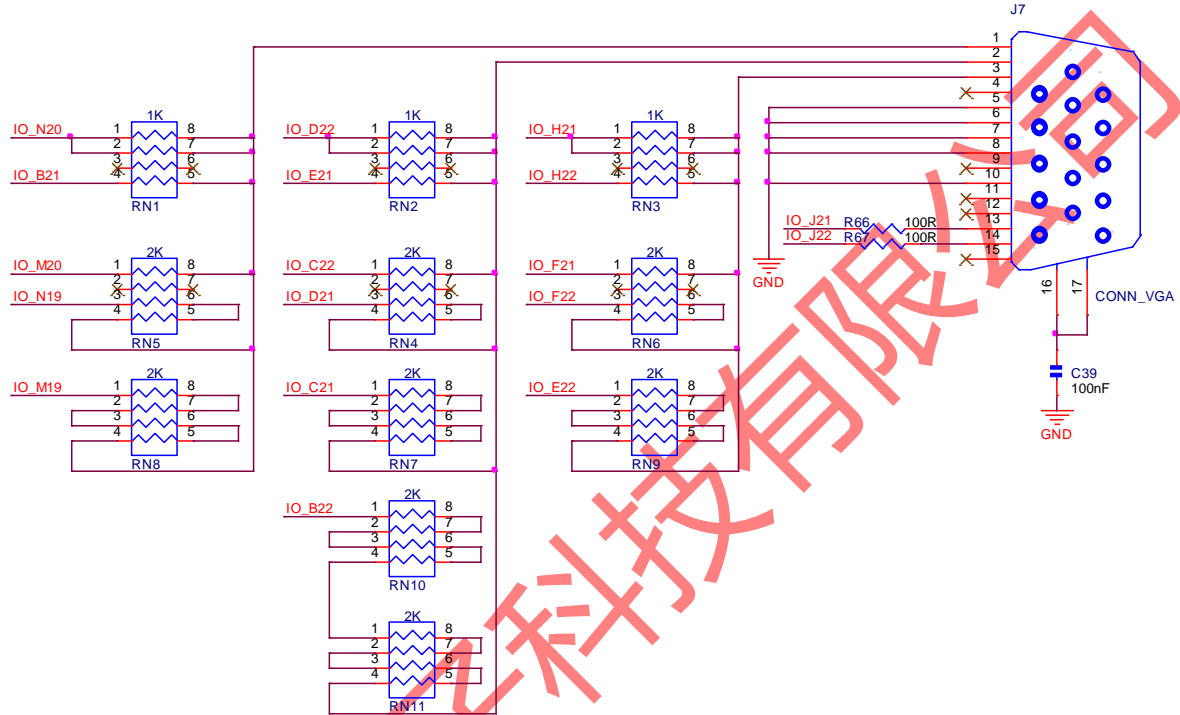 J7
1
2
3
4
5
6
7
8
9
10
11
12
13
14
15
16
17
CONN_VGA
IO_J21 R66 100R
IO_J22 R67 100R
GND
C39
100nF
GND
1K
IO_N20 1 8
2 7
3 6
IO_B21 4 5
RN1
1K
IO_D22 1 8
2 7
3 6
IO_E21 4 5
RN2
1K
IO_H21 1 8
2 7
3 6
IO_H22 4 5
RN3
2K
IO_M20 1 8
2 7
IO_N19 3 6
4 5
RN5
2K
IO_C22 1 8
2 7
IO_D21 3 6
4 5
RN4
2K
IO_F21 1 8
2 7
IO_F22 3 6
4 5
RN6
2K
IO_M19 1 8
2 7
3 6
4 5
RN8
2K
IO_C21 1 8
2 7
3 6
4 5
RN7
2K
IO_E22 1 8
2 7
3 6
4 5
RN9
2K
IO_B22 1 8
2 7
3 6
4 5
RN10
2K
1 8
2 7
3 6
4 5
RN11
科技有限公司